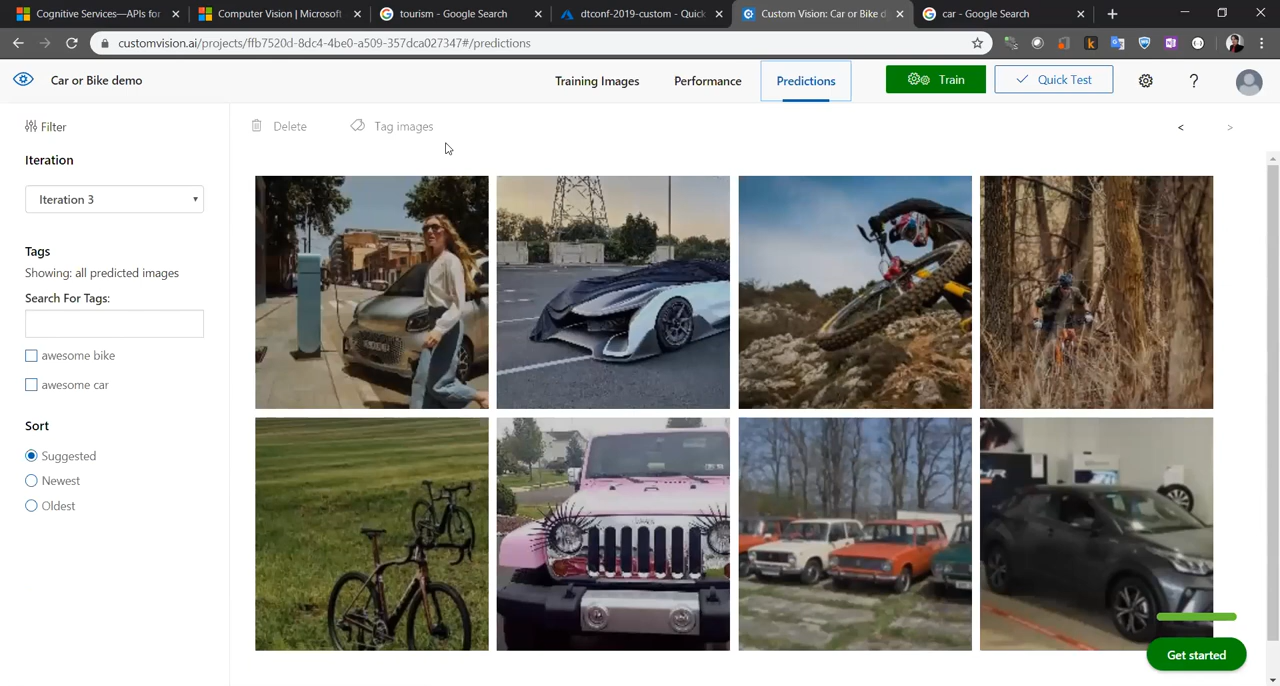 Cognitive Services—APIs for
Computer Vision | Microsoft
tourism - Google Search
dtconf-2019-custom - Quick
Custom Vision: Car or Bike d
car - Google Search
customvision.ai/projects/ffb7520d-8dc4-4be0-a509-357dca027347#/predictions
Car or Bike demo
Training Images
Performance
Predictions
Train
Quick Test
?
Filter
Delete
Tag images
< >
Iteration
Iteration 3
Tags
Showing: all predicted images
Search For Tags:
awesome bike
awesome car
Sort
Suggested
Newest
Oldest
Get started